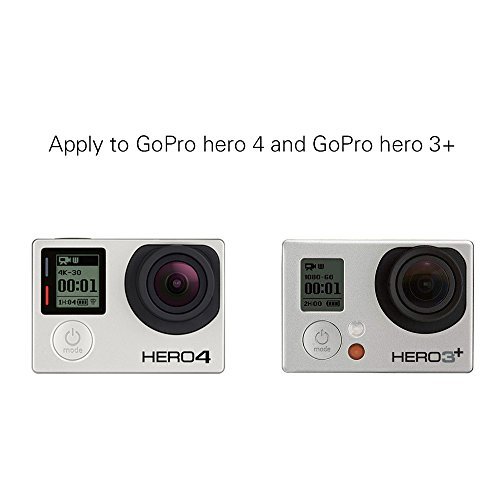 Apply to GoPro hero 4 and GoPro hero 3+
4K-30
00:01
1H:04
mode
HERO4
1080-60
00:01
2H:09
mode
HERO3+